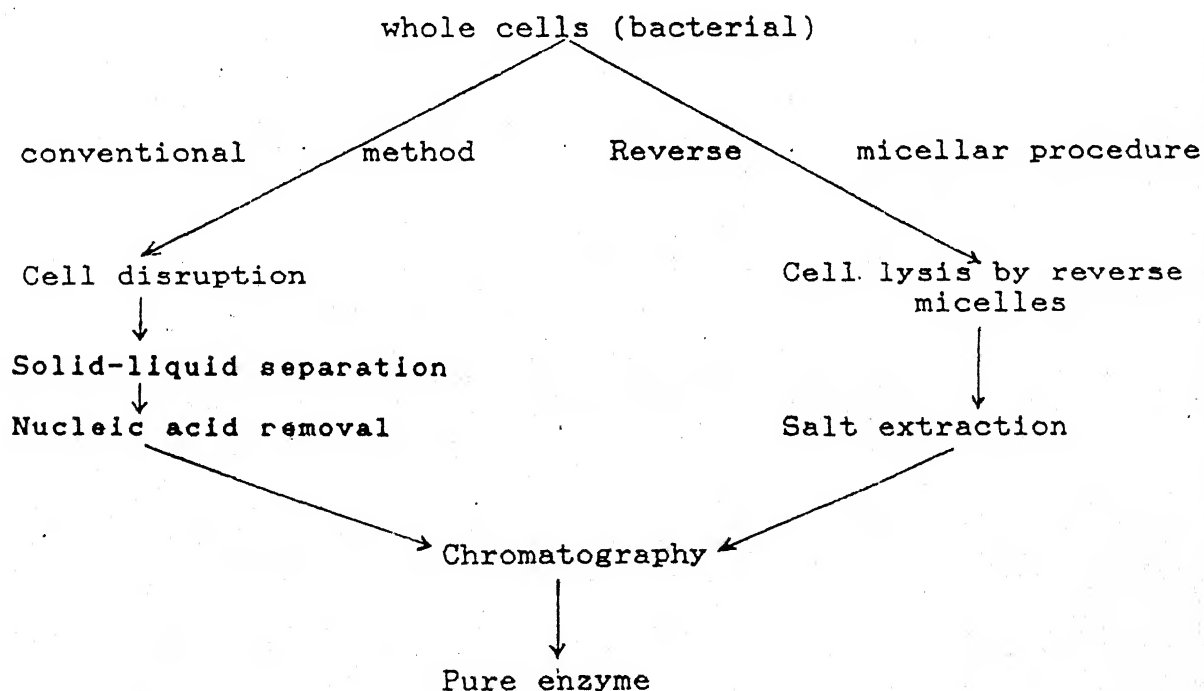 whole cells (bacterial)
conventional method Reverse micellar procedure
Cell disruption
Cell lysis by reverse
micelles
Solid-liquid separation
Nucleic acid removal
Salt extraction
Chromatography
Pure enzyme